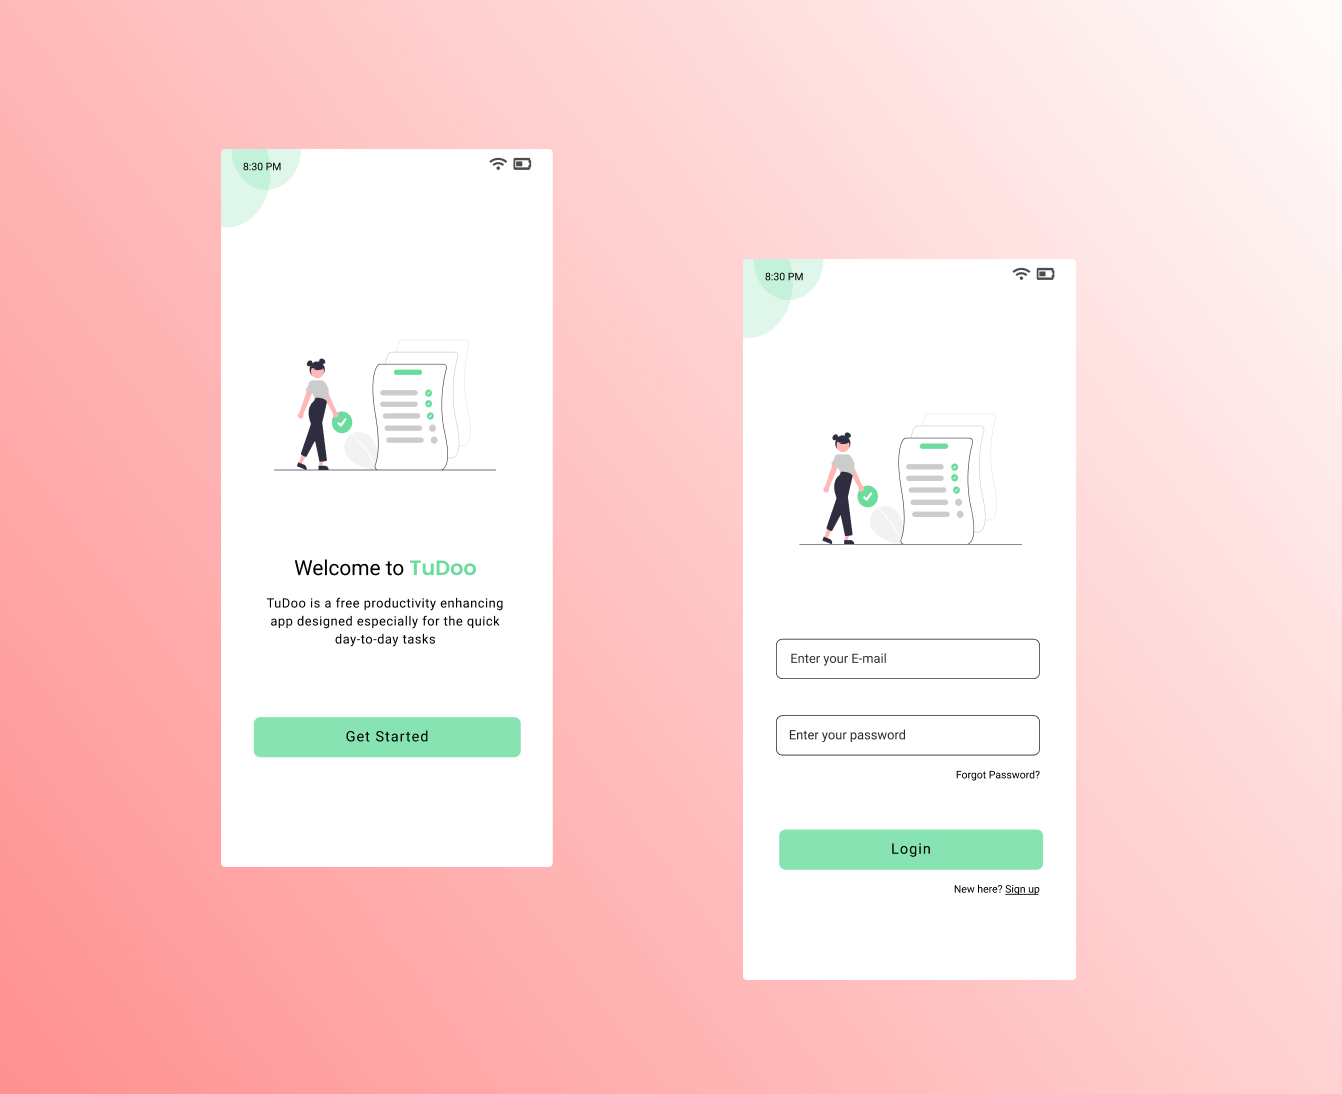 8:30 PM
Welcome to TuDoo
TuDoo is a free productivity enhancing
app designed especially for the quick
day-to-day tasks
Get Started
8:30 PM
Enter your E-mail
Enter your password
Forgot Password?
Login
New here? Sign up